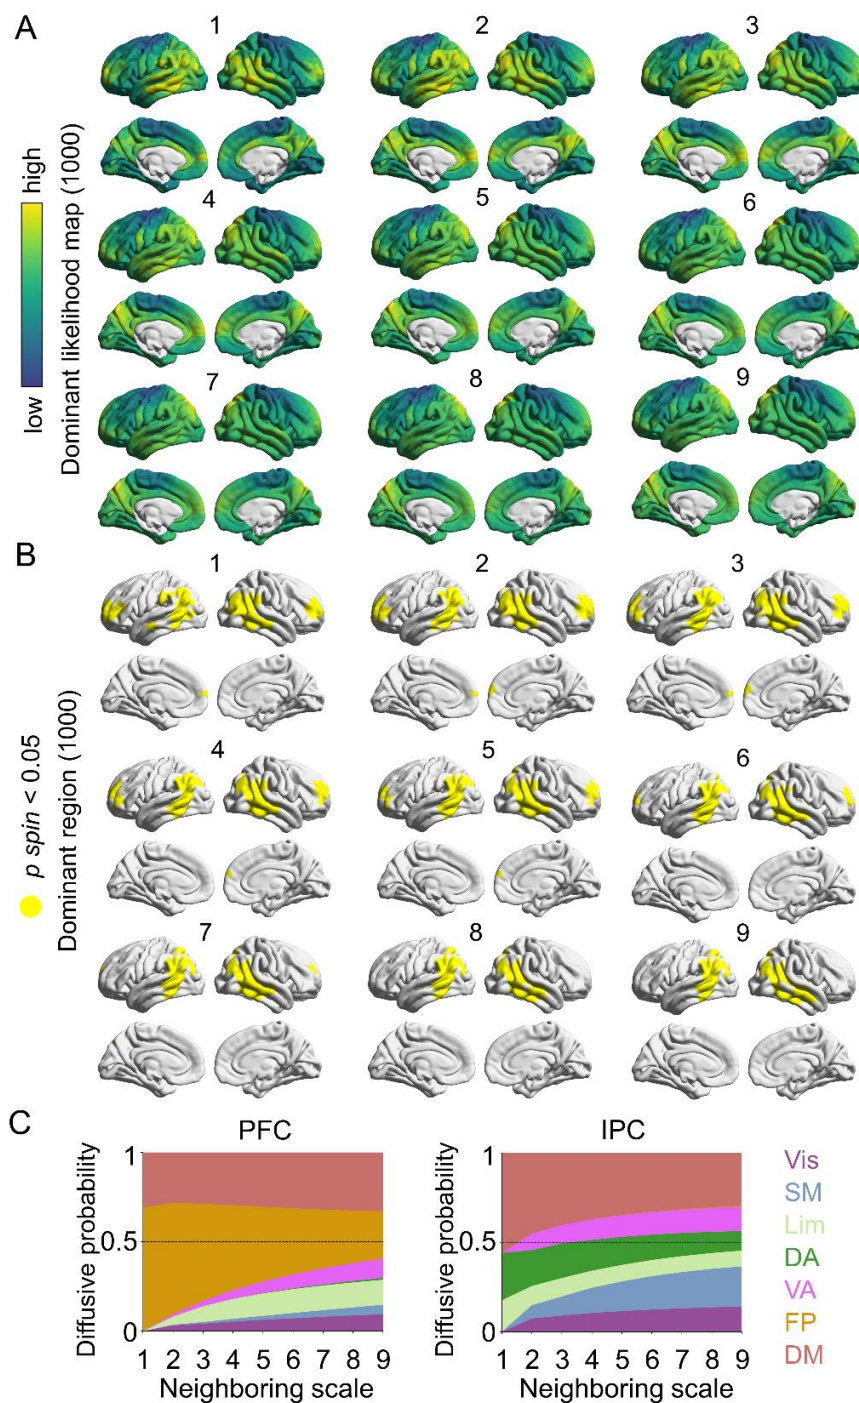 A
1 2 3
high
low
Dominant likelihood map (1000)
4 5 6
7 8 9
B
1 2 3
p spin < 0.05
Dominant region (1000)
4 5 6
7 8 9
C
PFC
Diffusive probability
1
0.5
0
1 2 3 4 5 6 7 8 9
Neighboring scale
IPC
Diffusive probability
1
0.5
0
1 2 3 4 5 6 7 8 9
Neighboring scale
Vis
SM
Lim
DA
VA
FP
DM